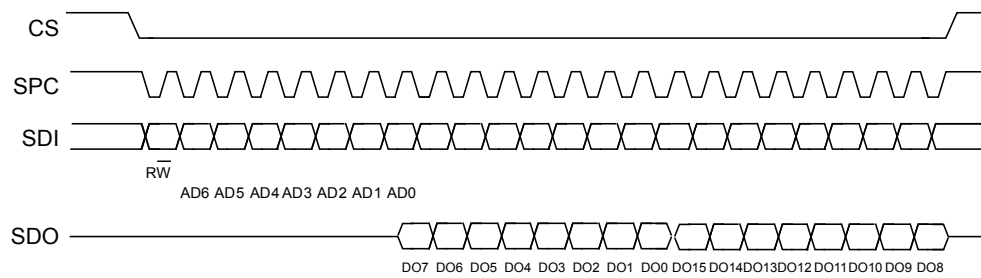 CS
SPC
SDI
RW
AD6 AD5 AD4 AD3 AD2 AD1 AD0
SDO
DO7 DO6 DO5 DO4 DO3 DO2 DO1 DO0 DO15 DO14 DO13 DO12 DO11 DO10 DO9 DO8